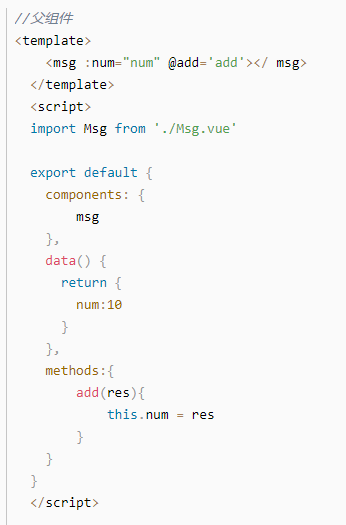 //父组件
<template>
    <msg :num="num" @add='add'></ msg>
  </template>
  <script>
  import Msg from './Msg.vue'

  export default {
    components: {
        msg
    },
    data() {
      return {
        num:10
      }
    },
    methods:{
        add(res){
            this.num = res
        }
    }
  }
  </script>